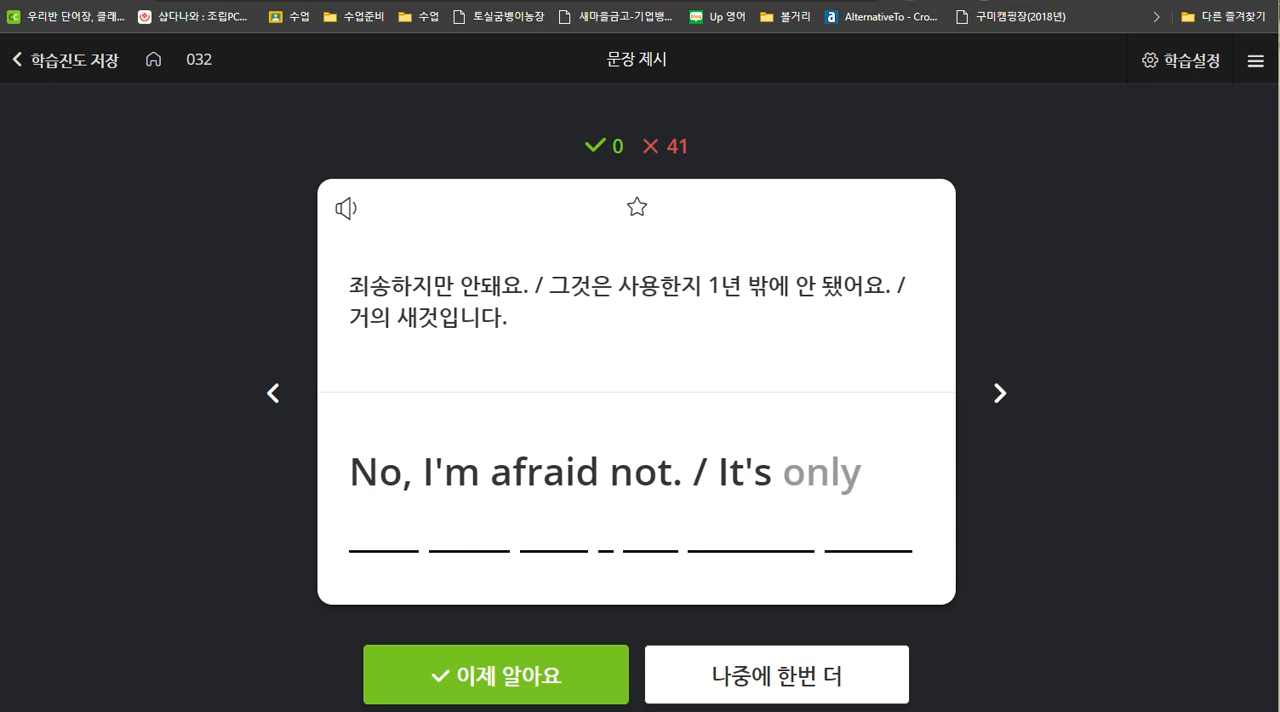 우리반 단어장, 클래... 샵다나와 : 조립PC... 수업 수업준비 수업 토실굼벵이농장 새마을금고-기업뱅... Up 영어 볼거리 AlternativeTo - Cro... 구미캠핑장(2018년) 다른 즐겨찾기
학습진도 저장 032 문장 제시 학습설정
0 41
죄송하지만 안돼요. / 그것은 사용한지 1년 밖에 안 됐어요. /
거의 새것입니다.
No, I'm afraid not. / It's only
이제 알아요 나중에 한번 더